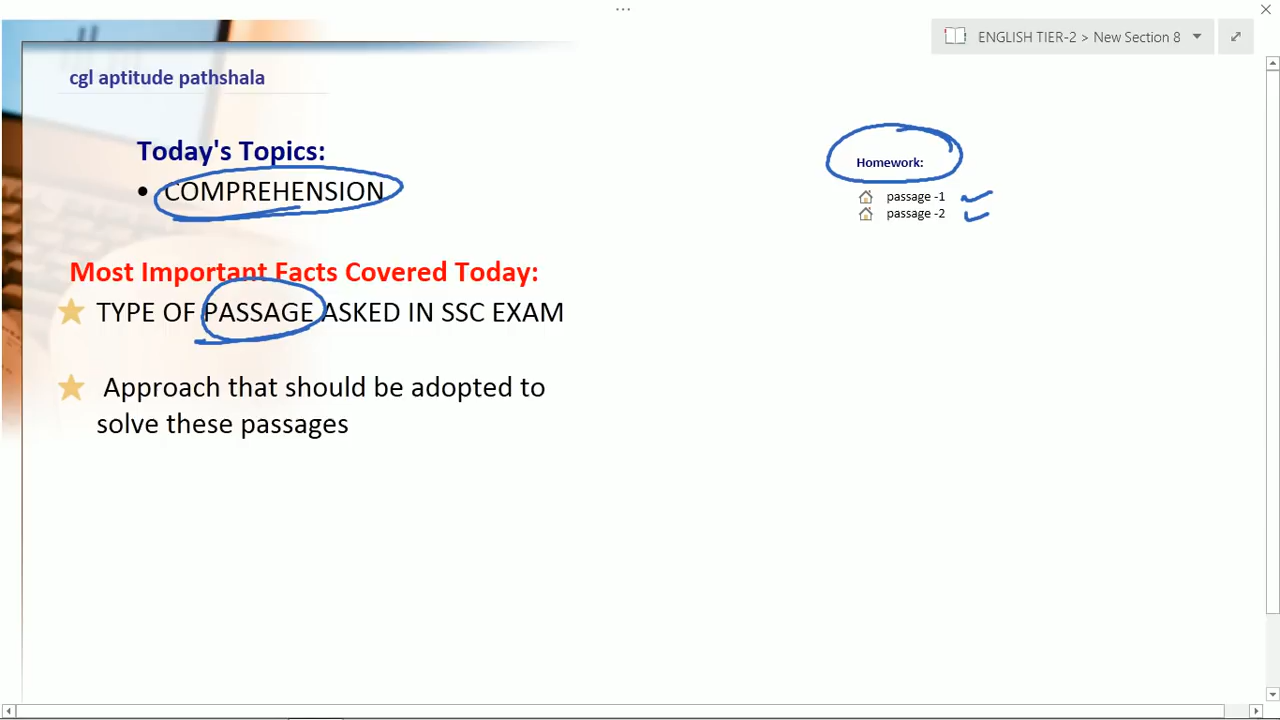 ENGLISH TIER-2 > New Section 8
cgl aptitude pathshala
Today's Topics:
• COMPREHENSION
Most Important Facts Covered Today:
TYPE OF PASSAGE ASKED IN SSC EXAM
Approach that should be adopted to
solve these passages
Homework:
passage -1
passage -2